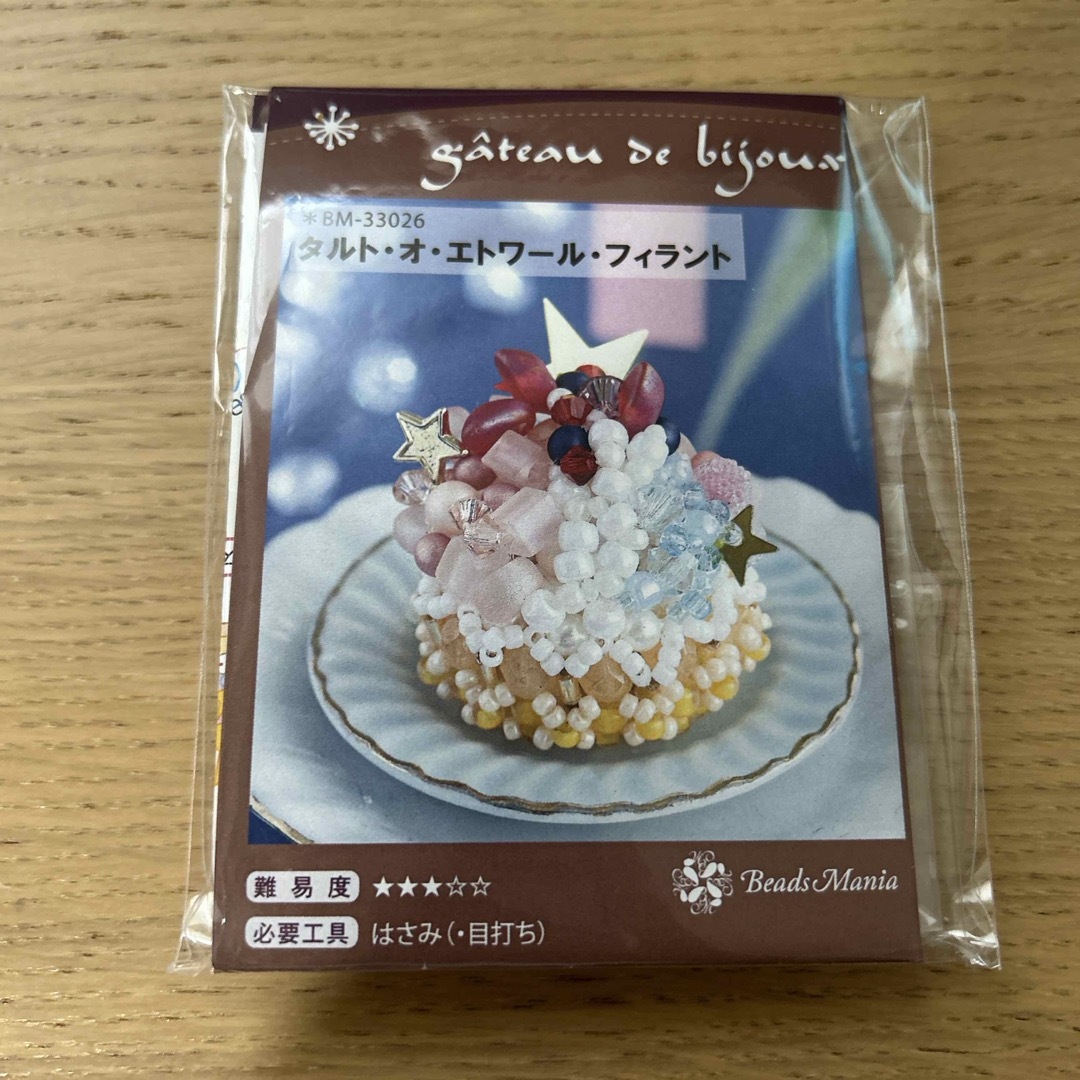 gâteau de bijoux
*BM-33026
タルト・オ・エトワール・フィラント
難易度 ★★★☆☆
必要工具 はさみ(・目打ち)
Beads Mania